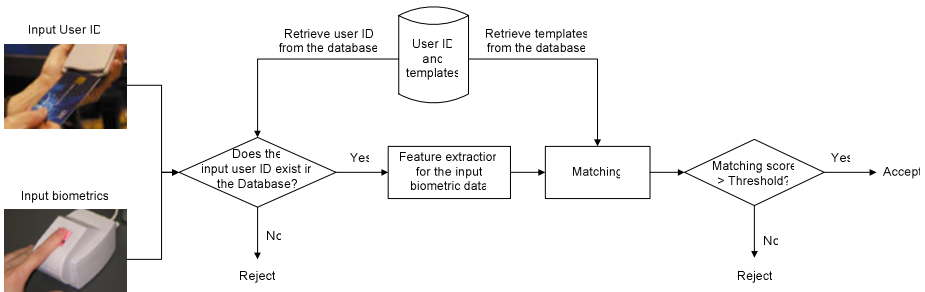 Input User ID
Retrieve user ID
from the database
User ID
and
templates
Retrieve templates
from the database
Does the
input user ID exist in
the Database?
Yes
Feature extraction
for the input
biometric data
Matching
Matching score
> Threshold?
Yes
Accept
Input biometrics
No
Reject
No
Reject